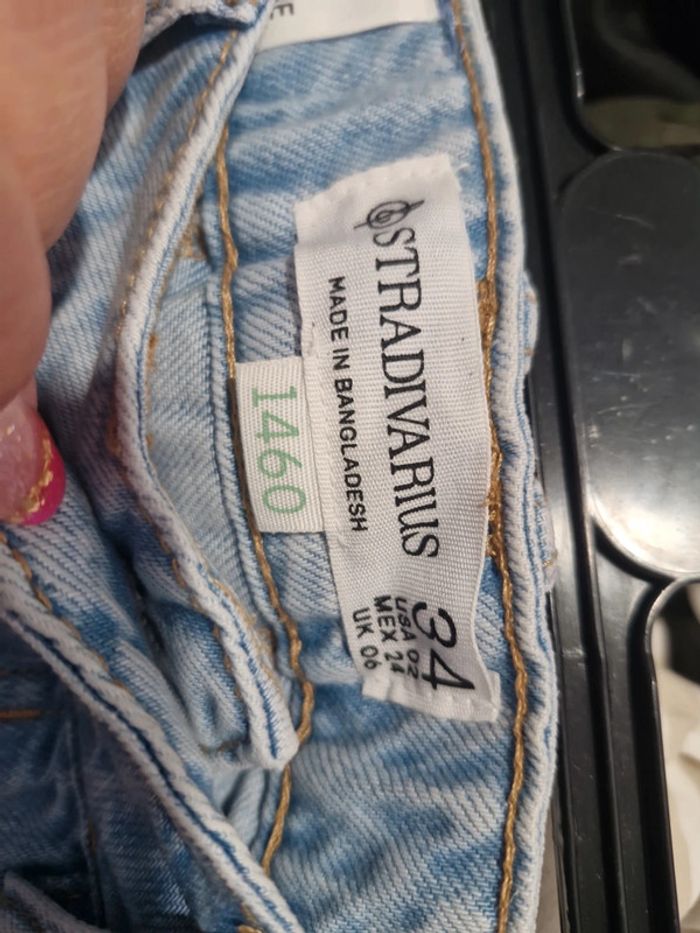 STRADIVARIUS
MADE IN BANGLADESH
34
USA 02
MEX 24
UK 06
1460